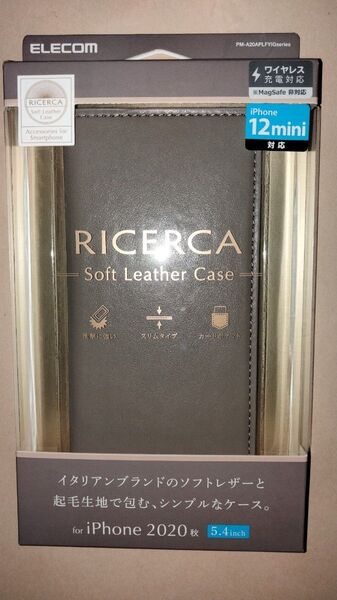 ELECOM
PM-A20APLFYIGseries
RICERCA
Soft Leather
Case
Accessories for
Smartphone
ワイヤレス
充電対応
※MagSafe 非対応
iPhone
12mini
対応
RICERCA
Soft Leather Case
衝撃に強い
スリムタイプ
カードポケット
イタリアンブランドのソフトレザーと
起毛生地で包む、シンプルなケース。
for iPhone 2020 秋 5.4inch